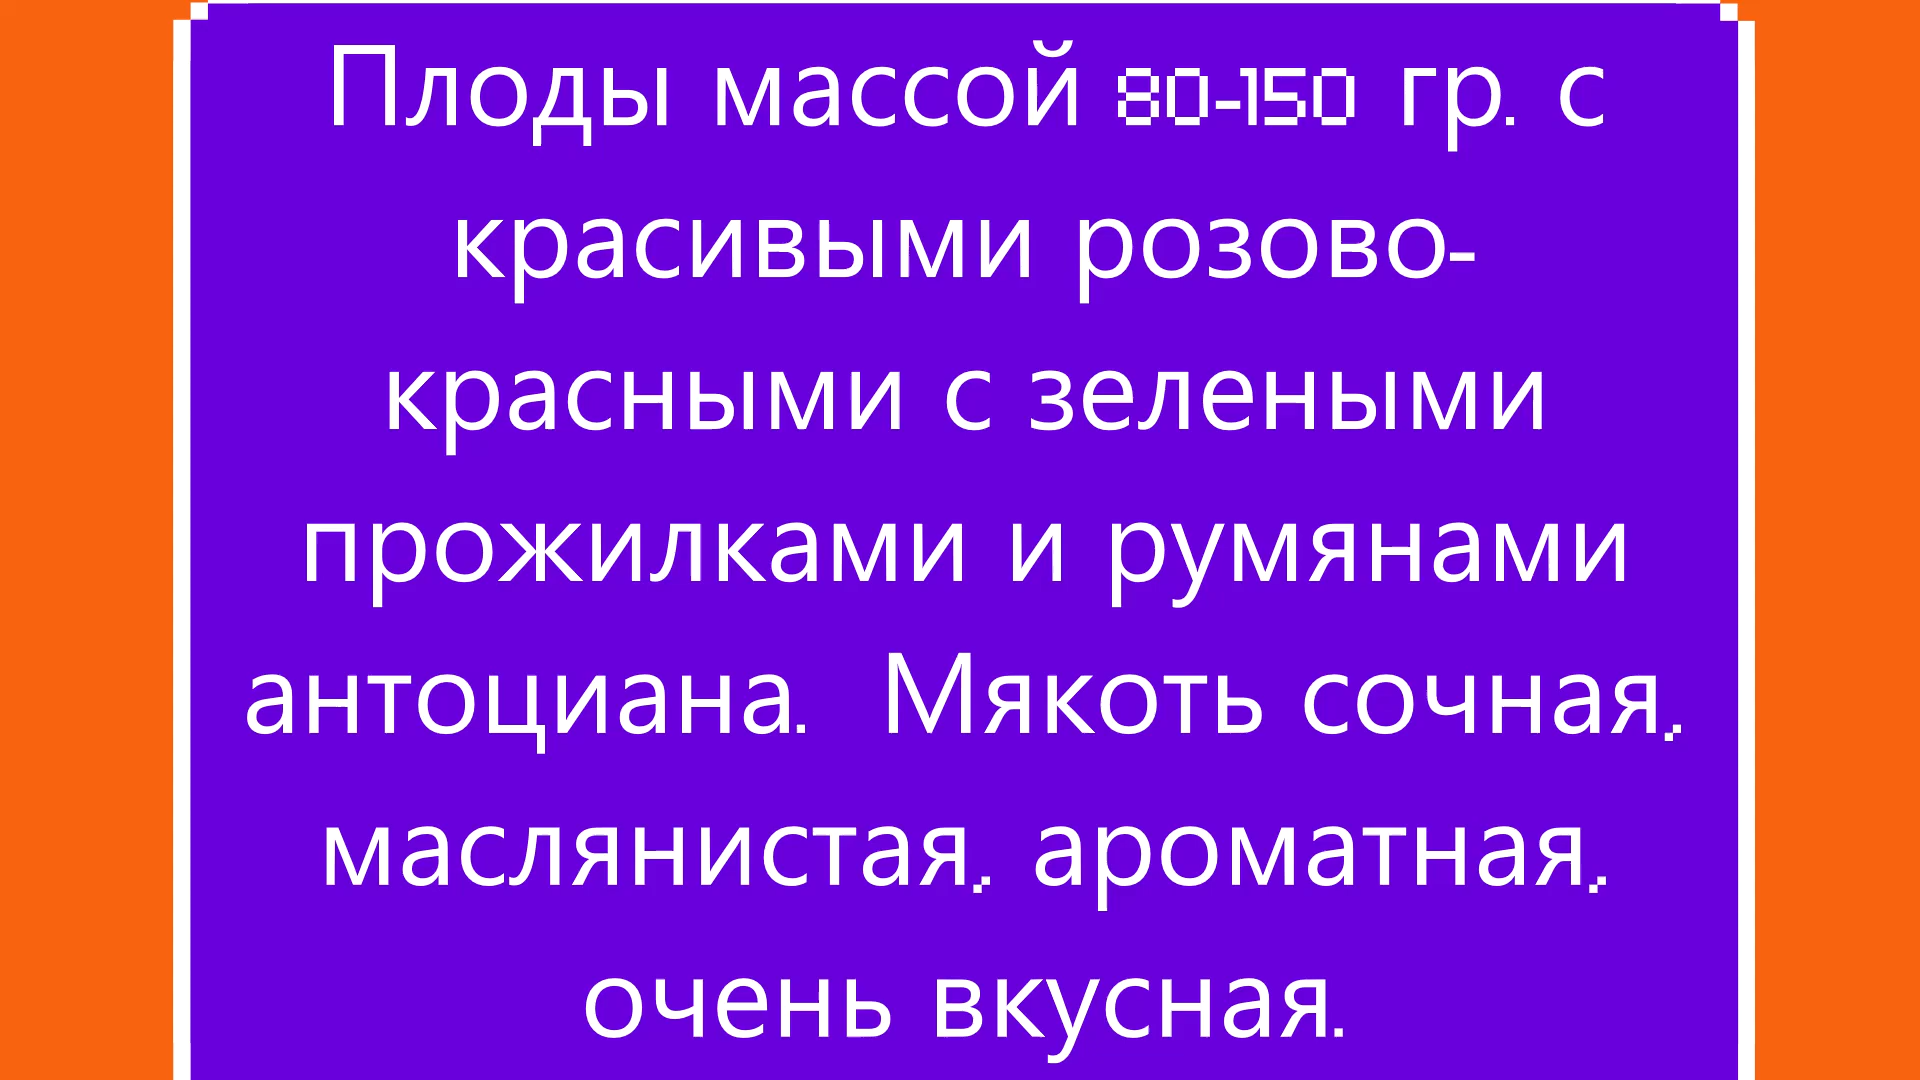 Плоды массой 80-150 гр. с
красивыми розово-
красными с зелеными
прожилками и румянами
антоциана.  Мякоть сочная,
маслянистая, ароматная,
очень вкусная.